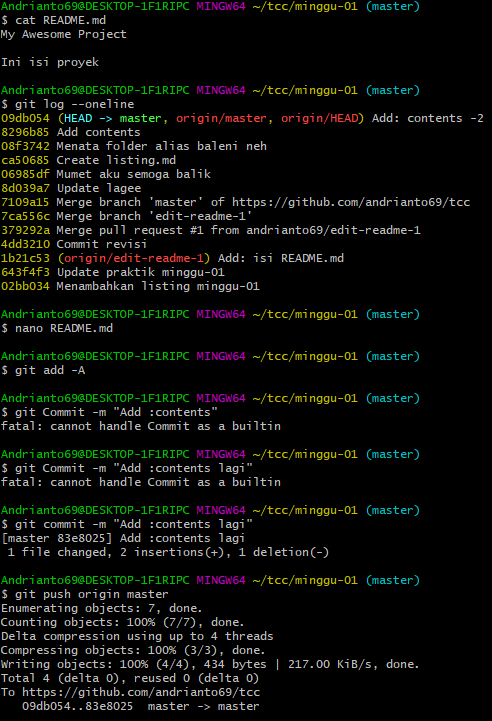 Andrianto69@DESKTOP-1F1RIPC MINGW64 ~/tcc/minggu-01 (master)
$ cat README.md
My Awesome Project
Ini isi proyek
Andrianto69@DESKTOP-1F1RIPC MINGW64 ~/tcc/minggu-01 (master)
$ git log --oneline
09db054 (HEAD -> master, origin/master, origin/HEAD) Add: contents -2
8296b85 Add contents
08f3742 Menata folder alias baleni neh
ca50685 Create listing.md
06985df Mumet aku semoga balik
8d039a7 Update lagee
7109a15 Merge branch 'master' of https://github.com/andrianto69/tcc
7ca556c Merge branch 'edit-readme-1'
379292a Merge pull request #1 from andrianto69/edit-readme-1
4dd3210 Commit revisi
1b21c53 (origin/edit-readme-1) Add: isi README.md
643f4f3 Update praktik minggu-01
02bb034 Menambahkan listing minggu-01
Andrianto69@DESKTOP-1F1RIPC MINGW64 ~/tcc/minggu-01 (master)
$ nano README.md
Andrianto69@DESKTOP-1F1RIPC MINGW64 ~/tcc/minggu-01 (master)
$ git add -A
Andrianto69@DESKTOP-1F1RIPC MINGW64 ~/tcc/minggu-01 (master)
$ git Commit -m "Add :contents"
fatal: cannot handle Commit as a builtin
Andrianto69@DESKTOP-1F1RIPC MINGW64 ~/tcc/minggu-01 (master)
$ git Commit -m "Add :contents lagi"
fatal: cannot handle Commit as a builtin
Andrianto69@DESKTOP-1F1RIPC MINGW64 ~/tcc/minggu-01 (master)
$ git commit -m "Add :contents lagi"
[master 83e8025] Add :contents lagi
 1 file changed, 2 insertions(+), 1 deletion(-)
Andrianto69@DESKTOP-1F1RIPC MINGW64 ~/tcc/minggu-01 (master)
$ git push origin master
Enumerating objects: 7, done.
Counting objects: 100% (7/7), done.
Delta compression using up to 4 threads
Compressing objects: 100% (3/3), done.
Writing objects: 100% (4/4), 434 bytes | 217.00 KiB/s, done.
Total 4 (delta 0), reused 0 (delta 0)
To https://github.com/andrianto69/tcc
   09db054..83e8025  master -> master